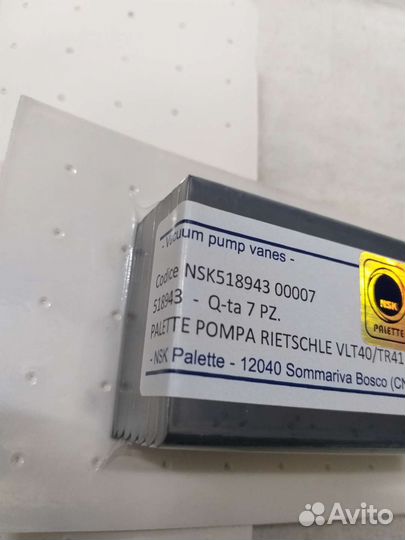 - Vacuum pump vanes -
Codice NSK518943 00007
518943 - Q-ta 7 PZ.
PALETTE POMPA RIETSCHLE VLT40/TR41
- NSK Palette - 12040 Sommariva Bosco (CN
NSK
PALETTE
Avito